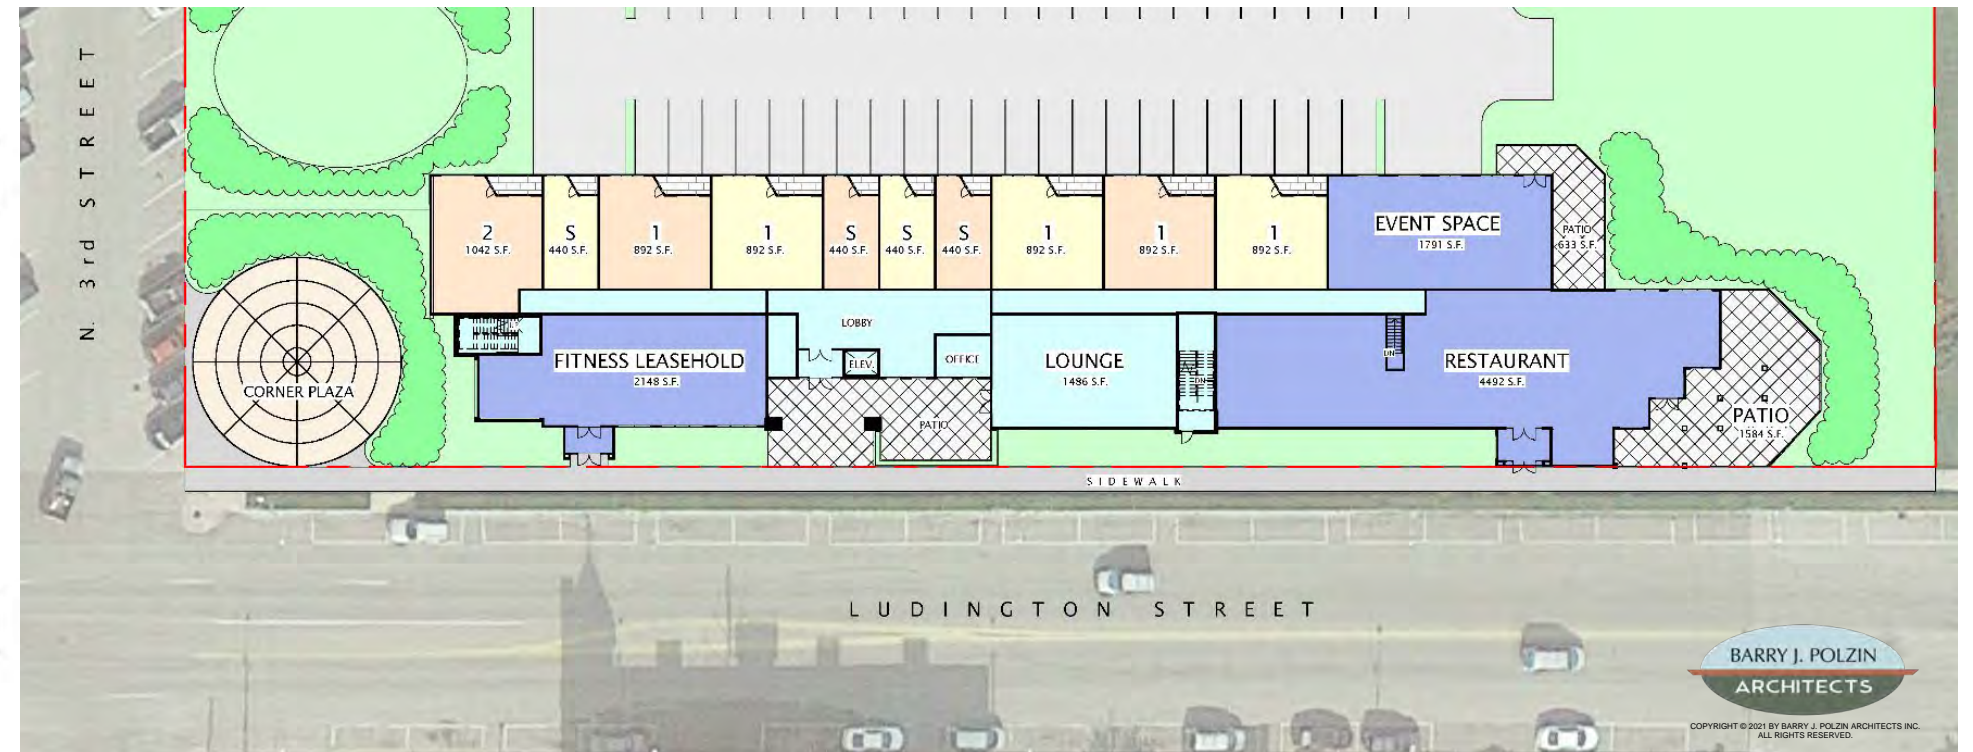 N. 3rd STREET
2
1042 S.F.
S
440 S.F.
1
892 S.F.
1
892 S.F.
S
440 S.F.
S
440 S.F.
S
440 S.F.
1
892 S.F.
1
892 S.F.
1
892 S.F.
EVENT SPACE
1791 S.F.
PATIO
633 S.F.
CORNER PLAZA
FITNESS LEASEHOLD
2148 S.F.
LOBBY
ELEV.
OFFICE
PATIO
LOUNGE
1486 S.F.
DN
DN
RESTAURANT
4492 S.F.
PATIO
1584 S.F.
SIDEWALK
LUDINGTON STREET
BARRY J. POLZIN
ARCHITECTS
COPYRIGHT © 2021 BY BARRY J. POLZIN ARCHITECTS INC.
ALL RIGHTS RESERVED.